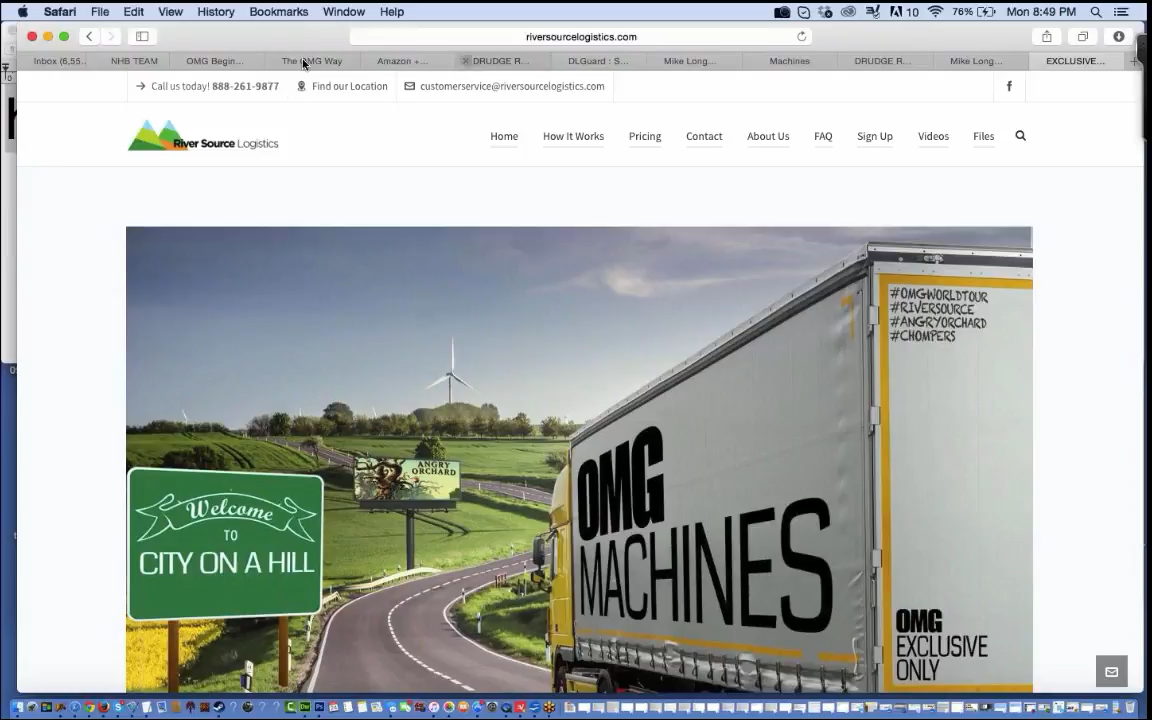 Safari File Edit View History Bookmarks Window Help
10 76% Mon 8:49 PM
riversourcelogistics.com
Inbox (6,55... NHB TEAM OMG Begin... The OMG Way Amazon +... DRUDGE R... DLGuard : S... Mike Long... Machines DRUDGE R... Mike Long... EXCLUSIVE...
Call us today! 888-261-9877 Find our Location customerservice@riversourcelogistics.com
River Source Logistics
Home How It Works Pricing Contact About Us FAQ Sign Up Videos Files
#OMGWORLDTOUR
#RIVERSOURCE
#ANGRYORCHARD
#CHOMPERS
ANGRY
ORCHARD
Welcome
TO
CITY ON A HILL
OMG
MACHINES
OMG
EXCLUSIVE
ONLY